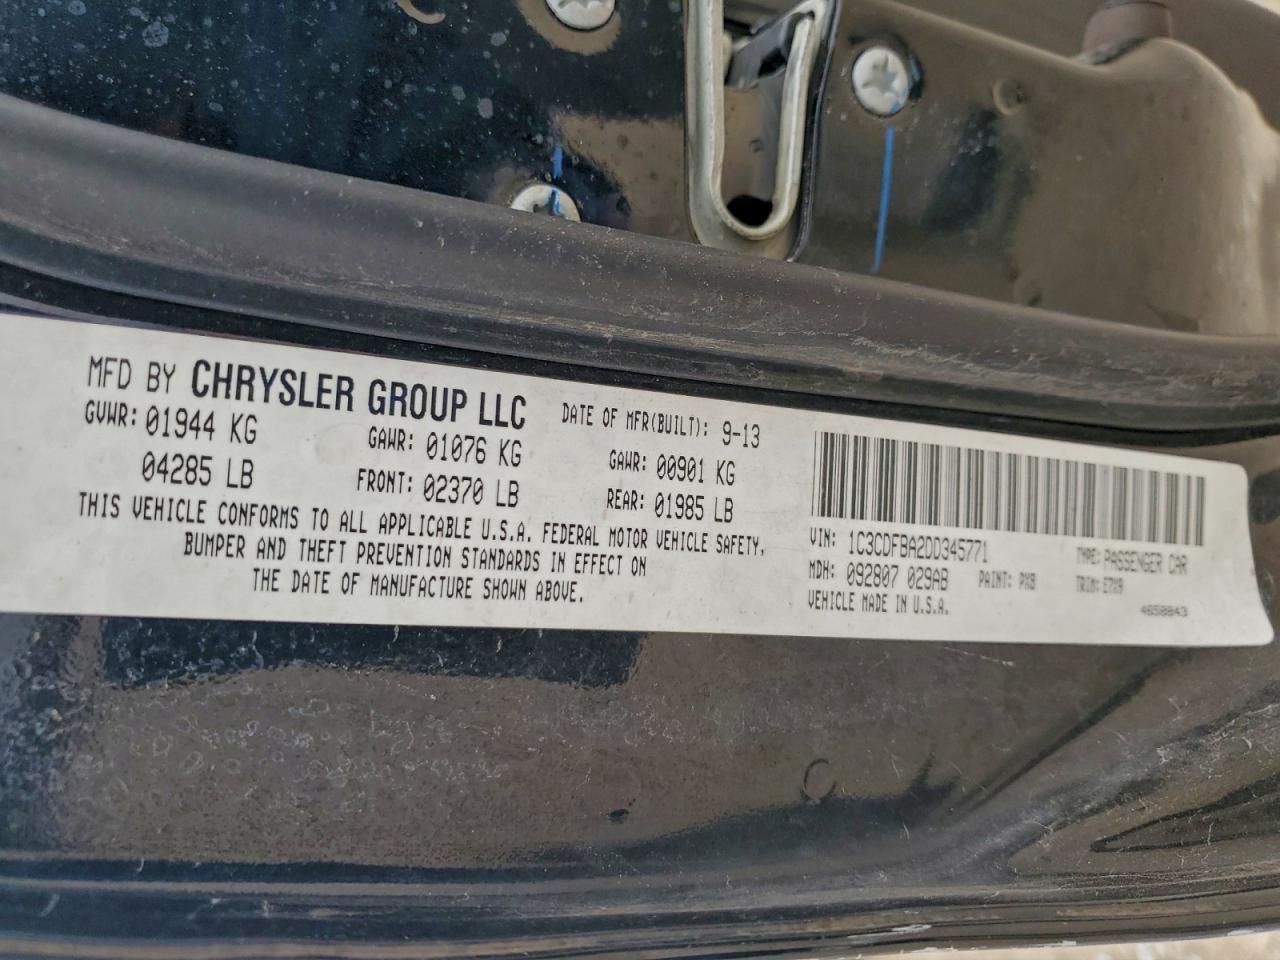 MFD BY CHRYSLER GROUP LLC DATE OF MFR(BUILT): 9-13
GVWR: 01944 KG GAWR: 01076 KG GAWR: 00901 KG
04285 LB FRONT: 02370 LB REAR: 01985 LB
THIS VEHICLE CONFORMS TO ALL APPLICABLE U.S.A. FEDERAL MOTOR VEHICLE SAFETY,
BUMPER AND THEFT PREVENTION STANDARDS IN EFFECT ON
THE DATE OF MANUFACTURE SHOWN ABOVE.
VIN: 1C3CDFBA2DD345771 TYPE: PASSENGER CAR
MDH: 092807 029AB PAINT: PX8 TRIM: E7X9
VEHICLE MADE IN U.S.A. 4658843